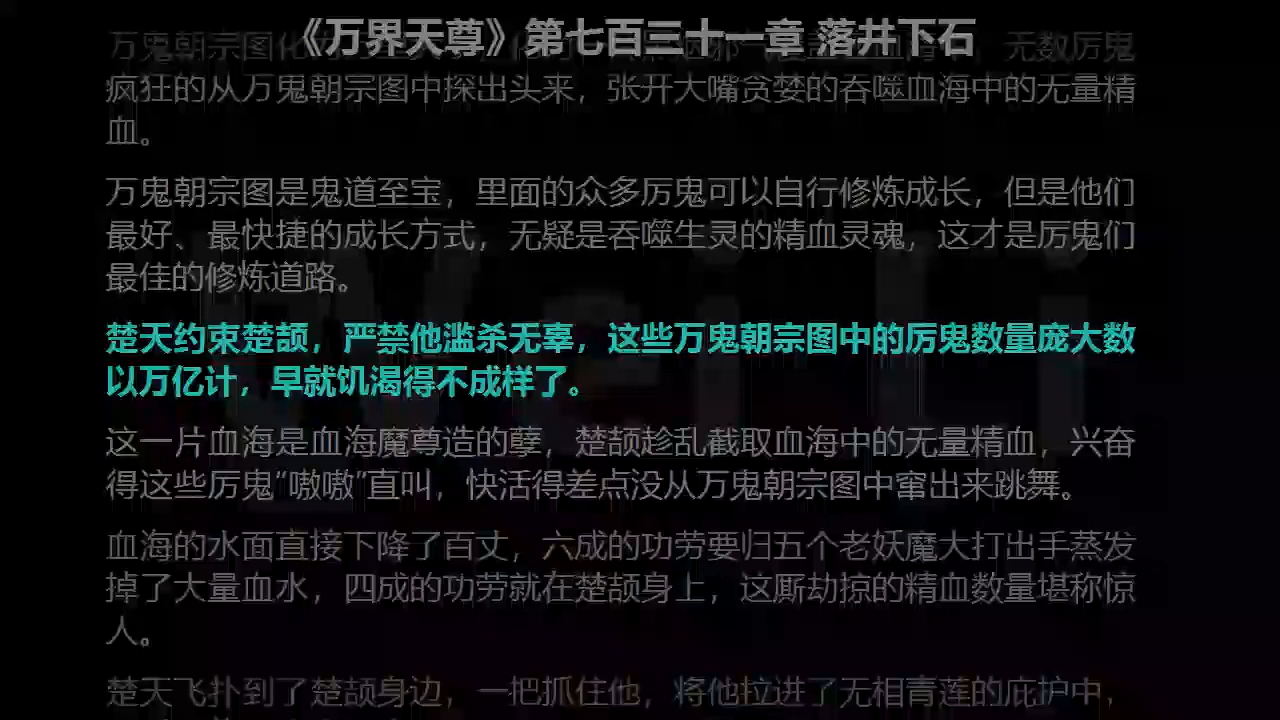 《万界天尊》第七百三十一章 落井下石
万鬼朝宗图化 无数厉鬼
疯狂的从万鬼朝宗图中探出头来，张开大嘴贪婪的吞噬血海中的无量精
血。
万鬼朝宗图是鬼道至宝，里面的众多厉鬼可以自行修炼成长，但是他们
最好、最快捷的成长方式，无疑是吞噬生灵的精血灵魂，这才是厉鬼们
最佳的修炼道路。
楚天约束楚颉，严禁他滥杀无辜，这些万鬼朝宗图中的厉鬼数量庞大数
以万亿计，早就饥渴得不成样了。
这一片血海是血海魔尊造的孽，楚颉趁乱截取血海中的无量精血，兴奋
得这些厉鬼“嗷嗷”直叫，快活得差点没从万鬼朝宗图中窜出来跳舞。
血海的水面直接下降了百丈，六成的功劳要归五个老妖魔大打出手蒸发
掉了大量血水，四成的功劳就在楚颉身上，这厮劫掠的精血数量堪称惊
人。
楚天飞扑到了楚颉身边，一把抓住他，将他拉进了无相青莲的庇护中，